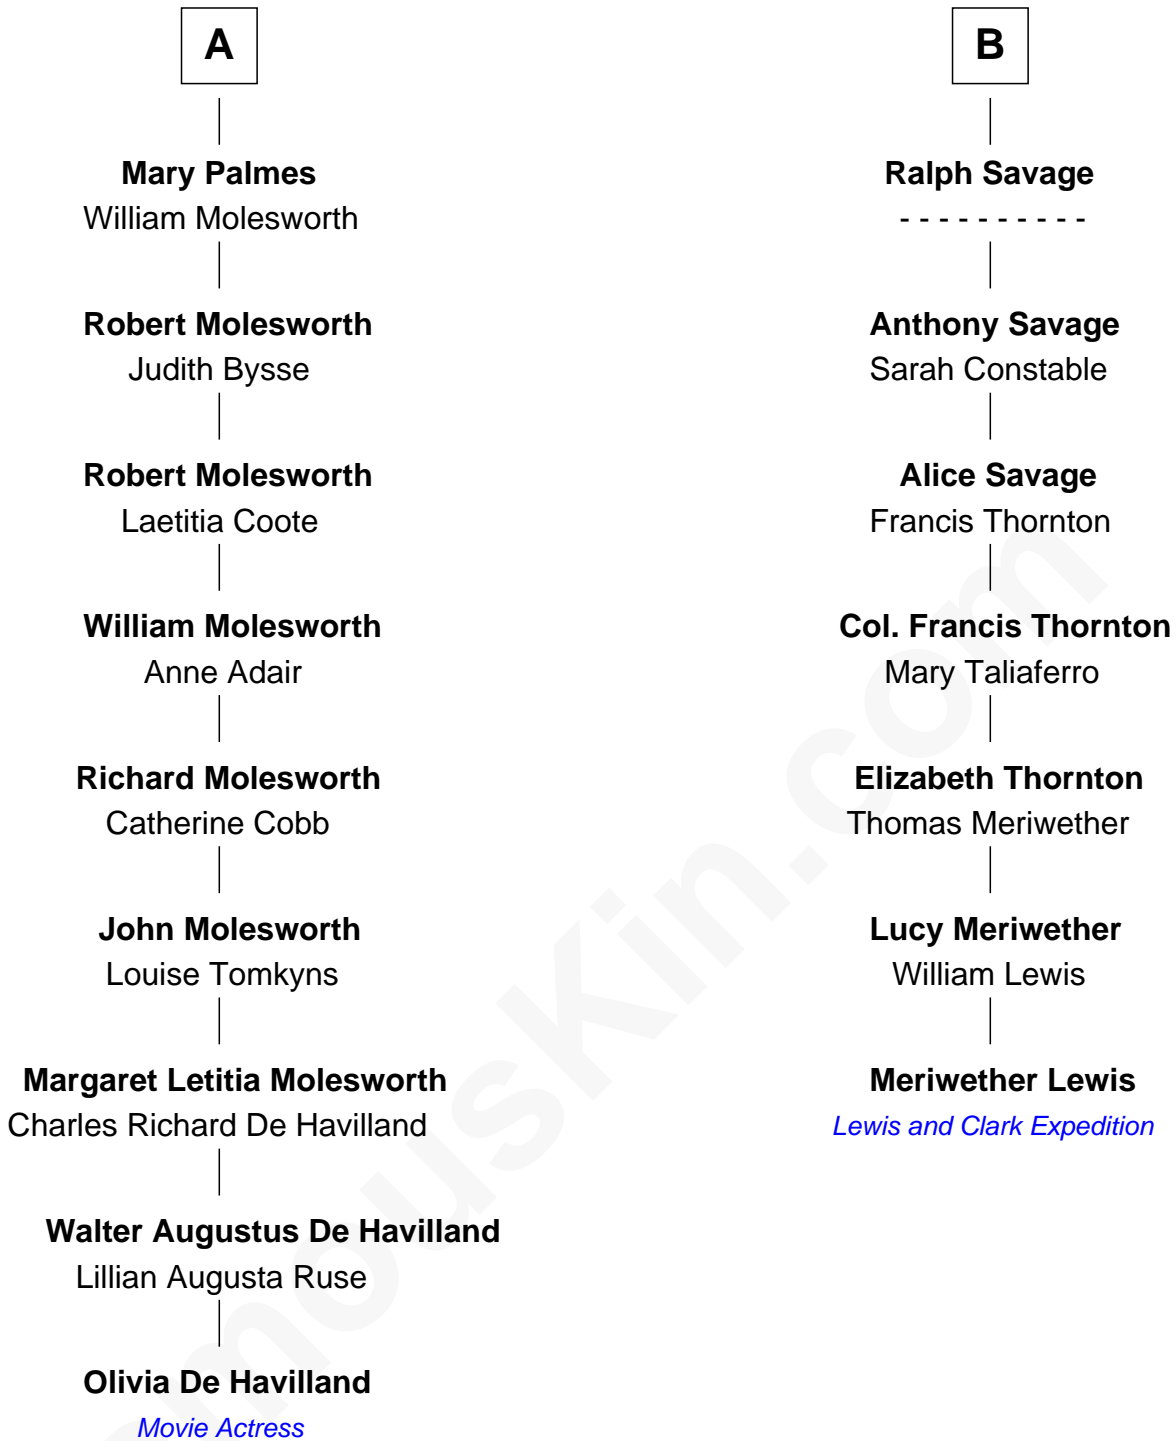 A
Mary Palmes
William Molesworth
Robert Molesworth
Judith Bysse
Robert Molesworth
Laetitia Coote
William Molesworth
Anne Adair
Richard Molesworth
Catherine Cobb
John Molesworth
Louise Tomkyns
Margaret Letitia Molesworth
Charles Richard De Havilland
Walter Augustus De Havilland
Lillian Augusta Ruse
Olivia De Havilland
Movie Actress
B
Ralph Savage
- - - - - - - - - -
Anthony Savage
Sarah Constable
Alice Savage
Francis Thornton
Col. Francis Thornton
Mary Taliaferro
Elizabeth Thornton
Thomas Meriwether
Lucy Meriwether
William Lewis
Meriwether Lewis
Lewis and Clark Expedition
mousKin.com